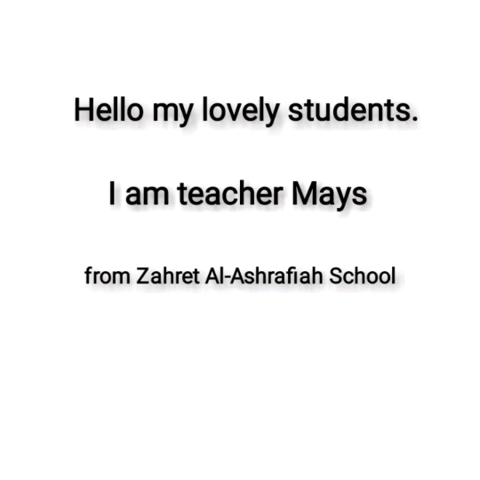 Hello my lovely students.
I am teacher Mays
from Zahret Al-Ashrafiah School